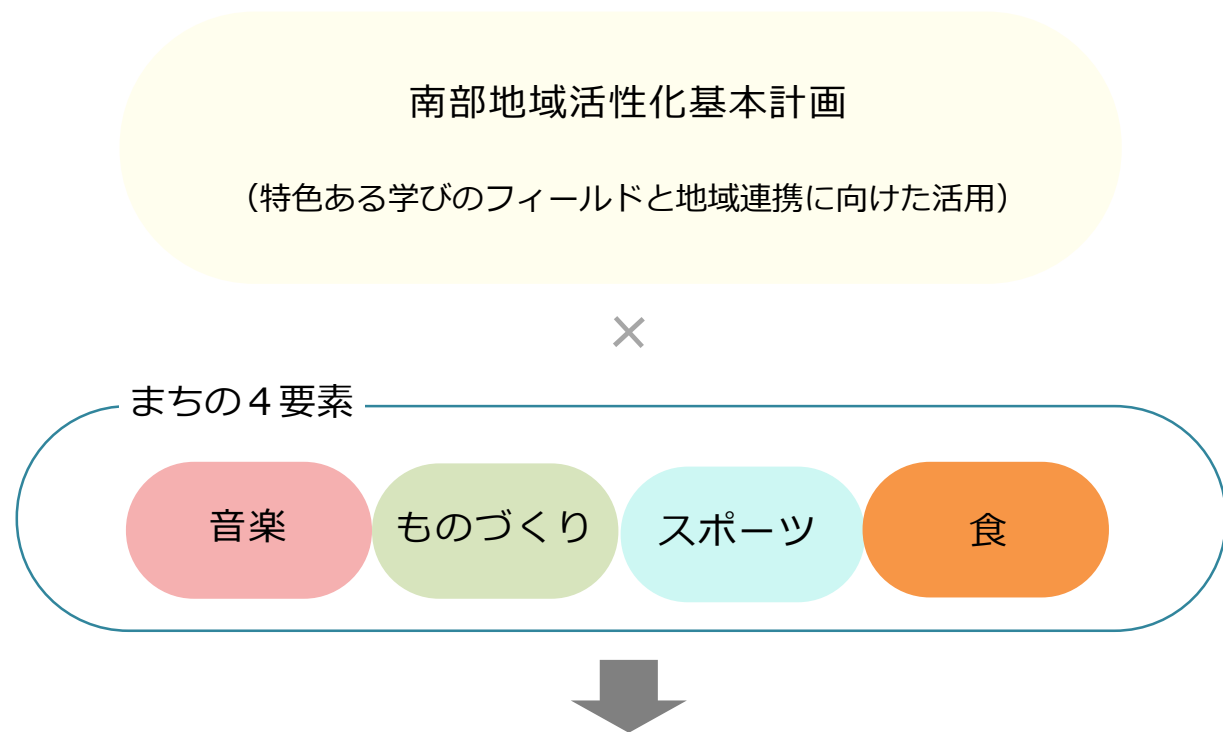 南部地域活性化基本計画
（特色ある学びのフィールドと地域連携に向けた活用）
×
まちの４要素
音楽 ものづくり スポーツ 食